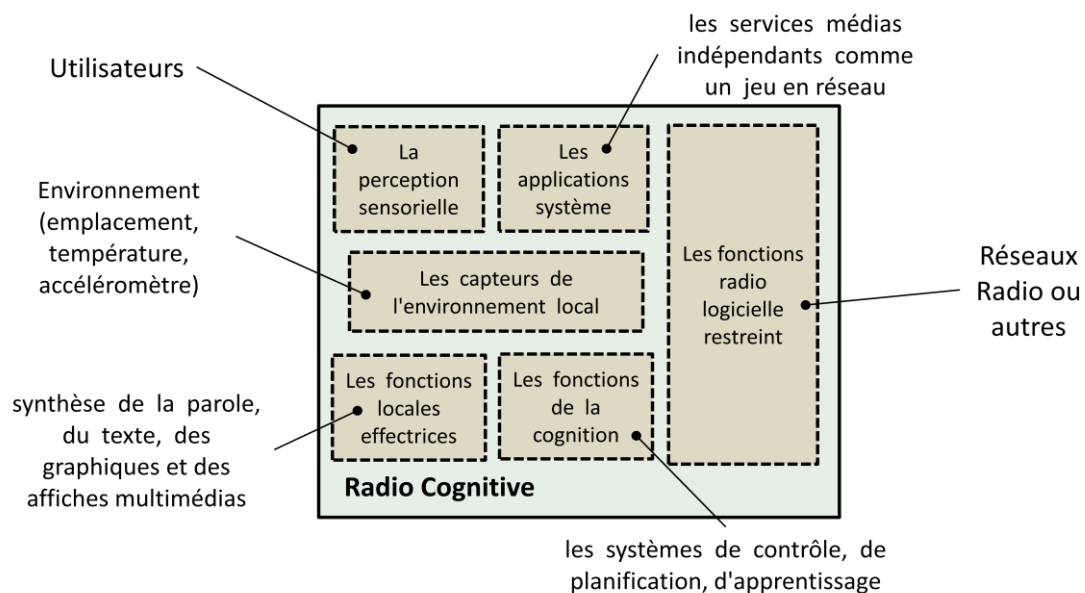 les services médias
indépendants comme
un jeu en réseau
Utilisateurs
La
perception
sensorielle
Les
applications
système
Environnement
(emplacement,
température,
accéléromètre)
Les capteurs de
l'environnement local
Les fonctions
radio
logicielle
restreint
Réseaux
Radio ou
autres
synthèse de la parole,
du texte, des
graphiques et des
affiches multimédias
Les fonctions
locales
effectrices
Les fonctions
de la
cognition
Radio Cognitive
les systèmes de contrôle, de
planification, d'apprentissage